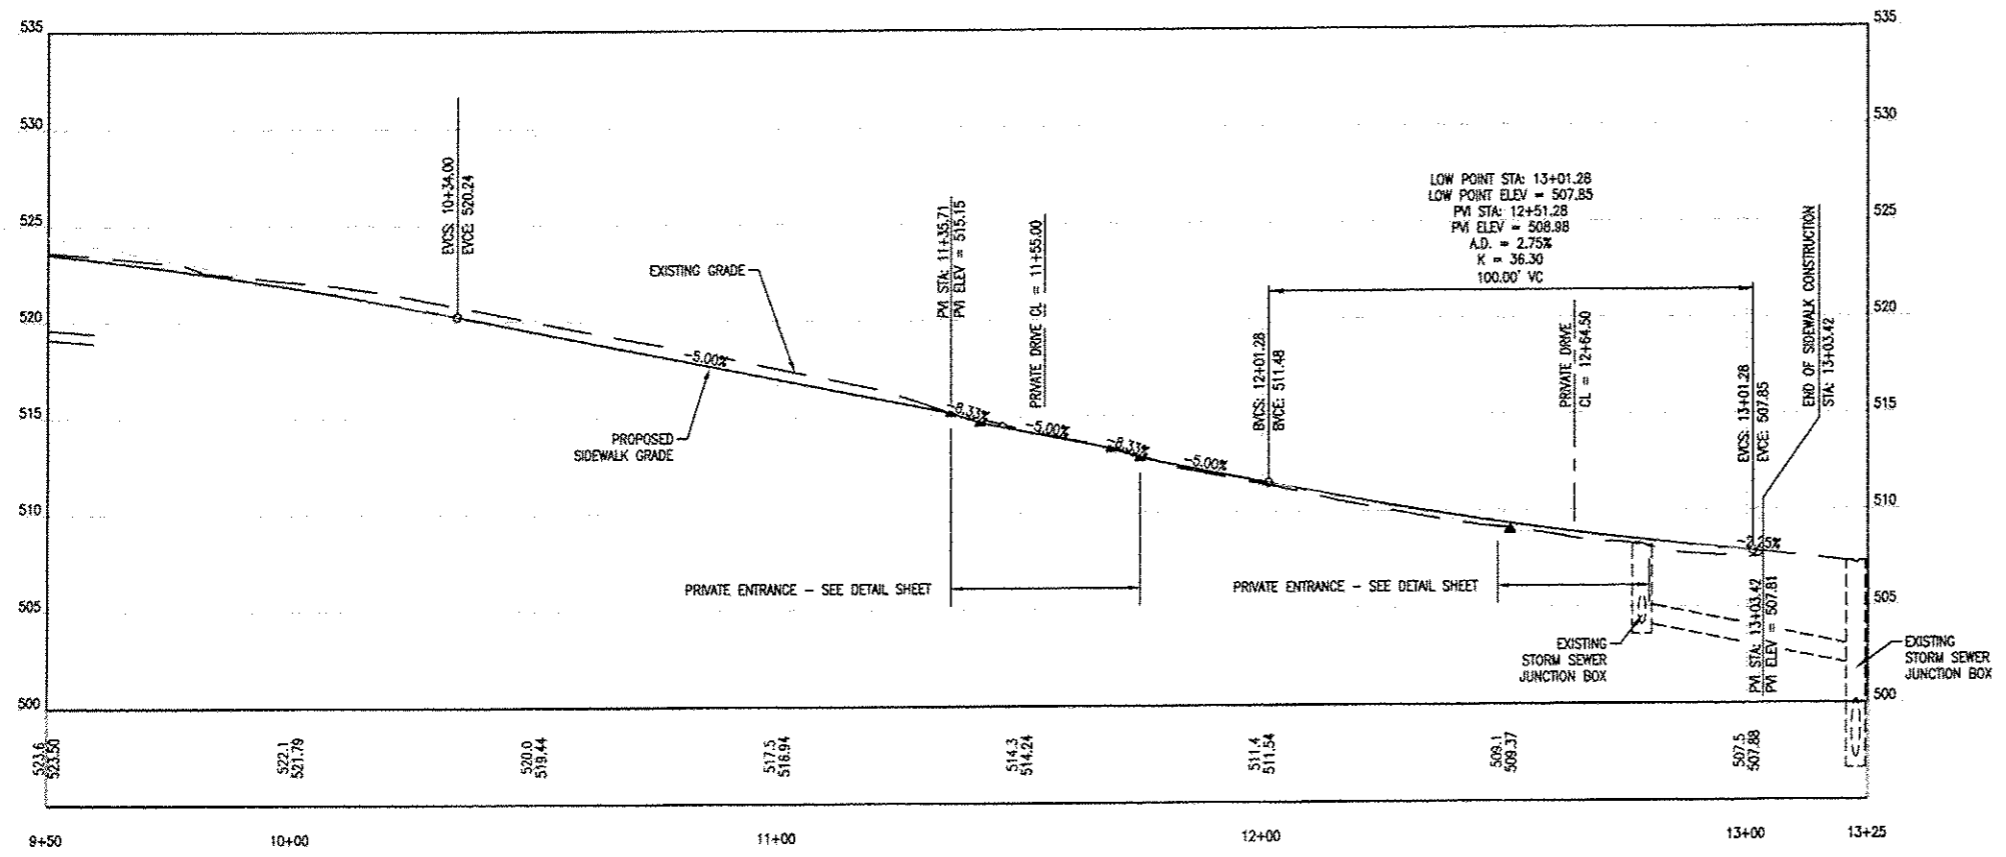 535
535
530
530
525
525
520
520
515
515
510
510
505
505
500
500
EVCS: 10+34.00
EVCE: 520.24
EXISTING GRADE
-5.00%
PROPOSED
SIDEWALK GRADE
PVI STA: 11+35.71
PVI ELEV = 515.15
PRIVATE DRIVE CL = 11+55.00
-8.33%
-5.00%
-8.33%
-5.00%
BVCS: 12+01.28
BVCE: 511.48
LOW POINT STA: 13+01.28
LOW POINT ELEV = 507.85
PVI STA: 12+51.28
PVI ELEV = 508.98
A.D. = 2.75%
K = 36.30
100.00' VC
PRIVATE DRIVE
CL = 12+64.50
EVCS: 13+01.28
EVCE: 507.85
END OF SIDEWALK CONSTRUCTION
STA: 13+03.42
-2.25%
PRIVATE ENTRANCE – SEE DETAIL SHEET
PRIVATE ENTRANCE – SEE DETAIL SHEET
EXISTING
STORM SEWER
JUNCTION BOX
PVI STA: 13+03.42
PVI ELEV = 507.81
EXISTING
STORM SEWER
JUNCTION BOX
523.6
523.50
522.1
521.79
520.0
519.44
517.5
516.94
514.3
514.24
511.4
511.54
509.1
509.37
507.5
507.88
9+50
10+00
11+00
12+00
13+00
13+25